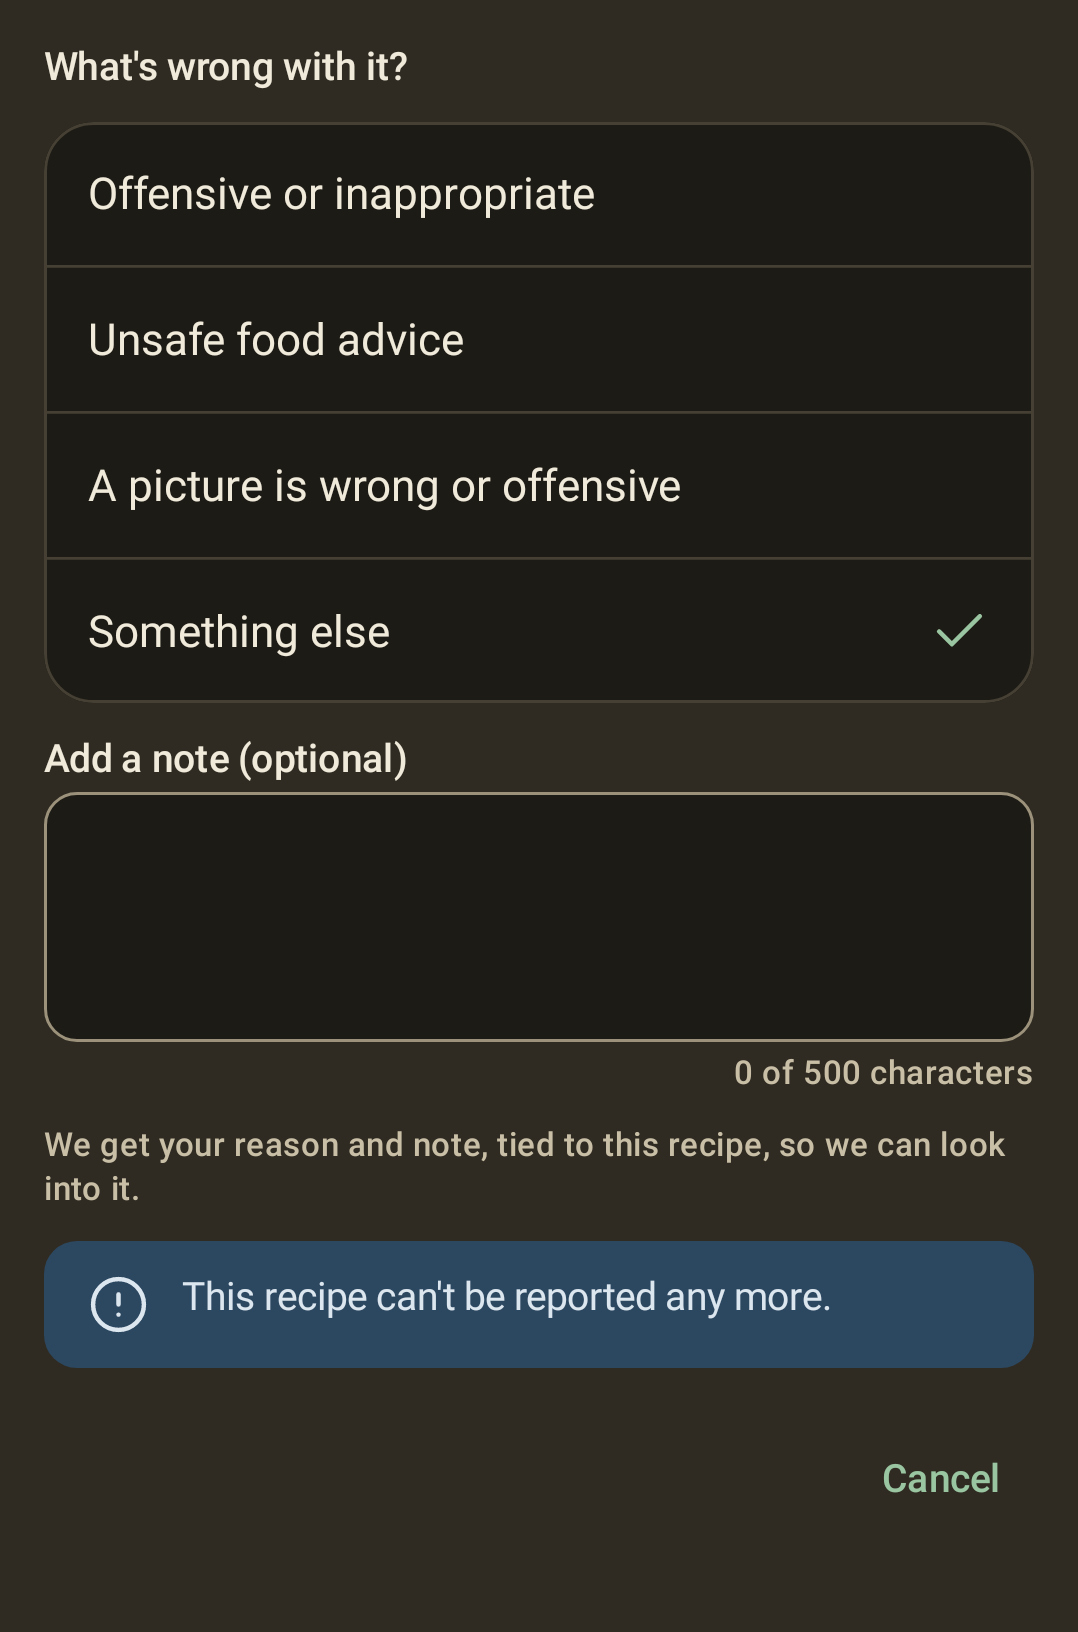 What's wrong with it?
Offensive or inappropriate
Unsafe food advice
A picture is wrong or offensive
Something else
Add a note (optional)
0 of 500 characters
We get your reason and note, tied to this recipe, so we can look
into it.
This recipe can't be reported any more.
Cancel